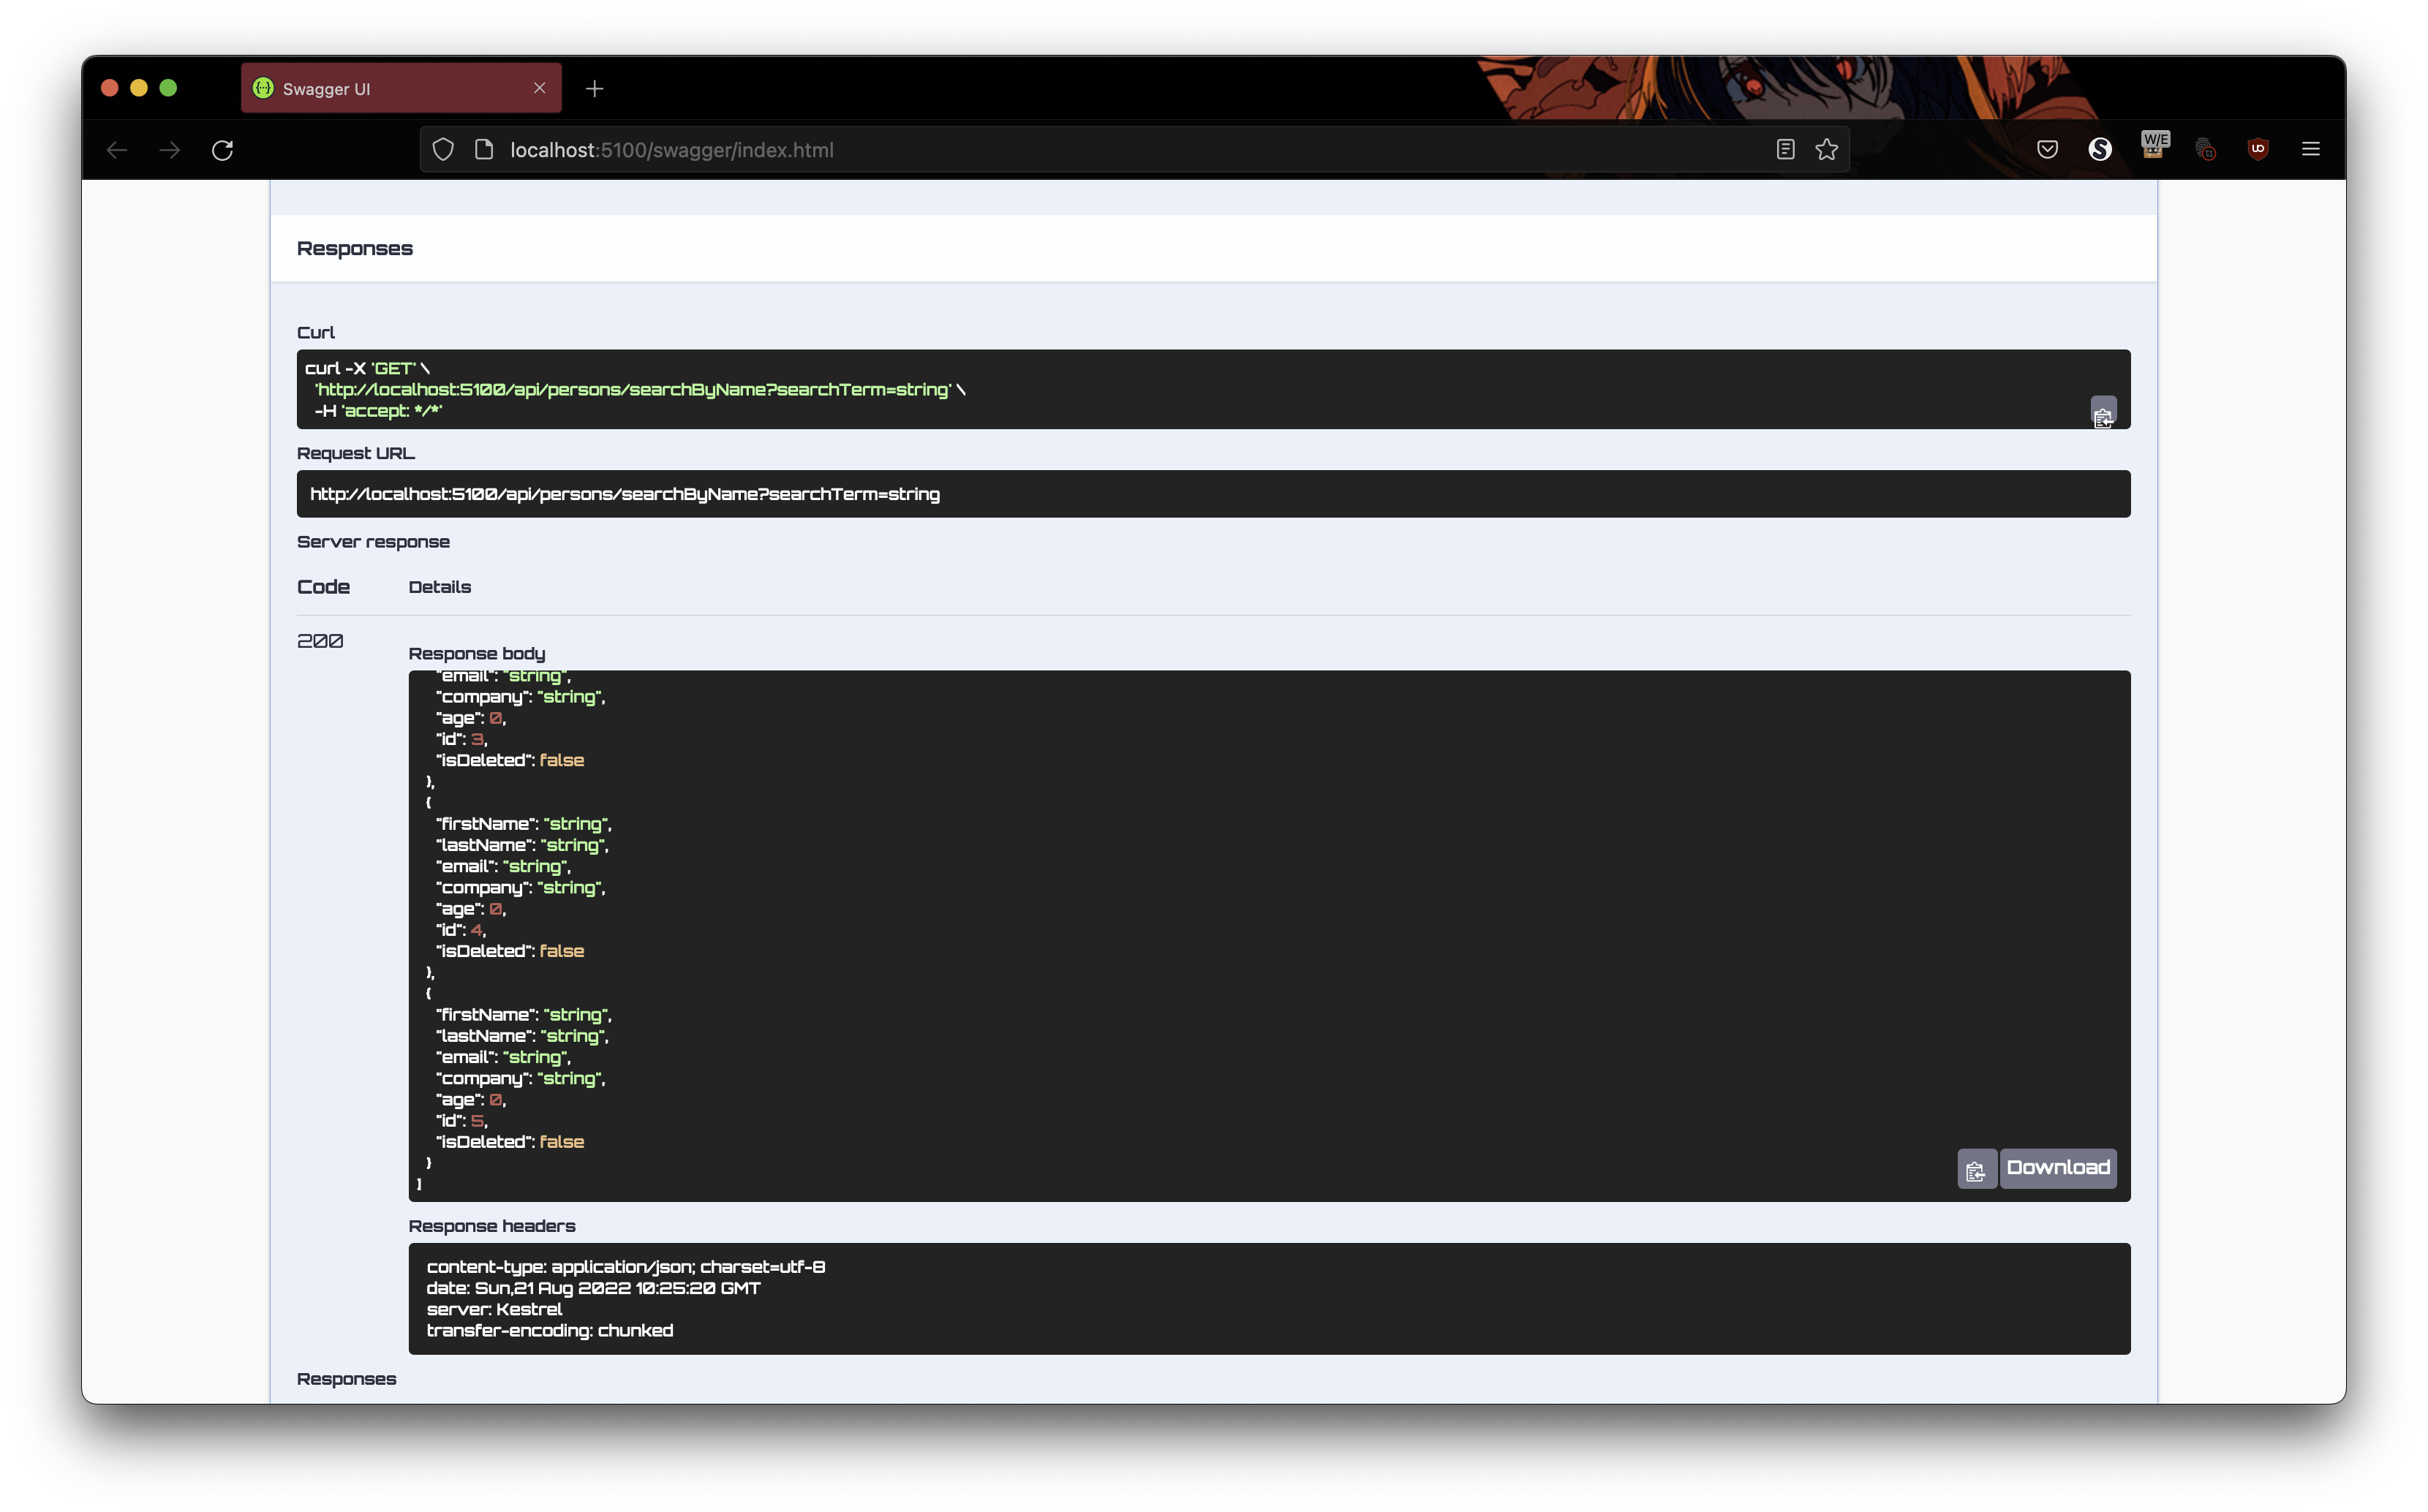 Swagger UI
localhost:5100/swagger/index.html
W/E
Responses
Curl
curl -X 'GET' \
'http://localhost:5100/api/persons/searchByName?searchTerm=string' \
-H 'accept: */*'
Request URL
http://localhost:5100/api/persons/searchByName?searchTerm=string
Server response
Code Details
200
Response body
"email": "string",
"company": "string",
"age": 0,
"id": 3,
"isDeleted": false
},
{
"firstName": "string",
"lastName": "string",
"email": "string",
"company": "string",
"age": 0,
"id": 4,
"isDeleted": false
},
{
"firstName": "string",
"lastName": "string",
"email": "string",
"company": "string",
"age": 0,
"id": 5,
"isDeleted": false
}
]
Download
Response headers
content-type: application/json; charset=utf-8
date: Sun,21 Aug 2022 10:25:20 GMT
server: Kestrel
transfer-encoding: chunked
Responses